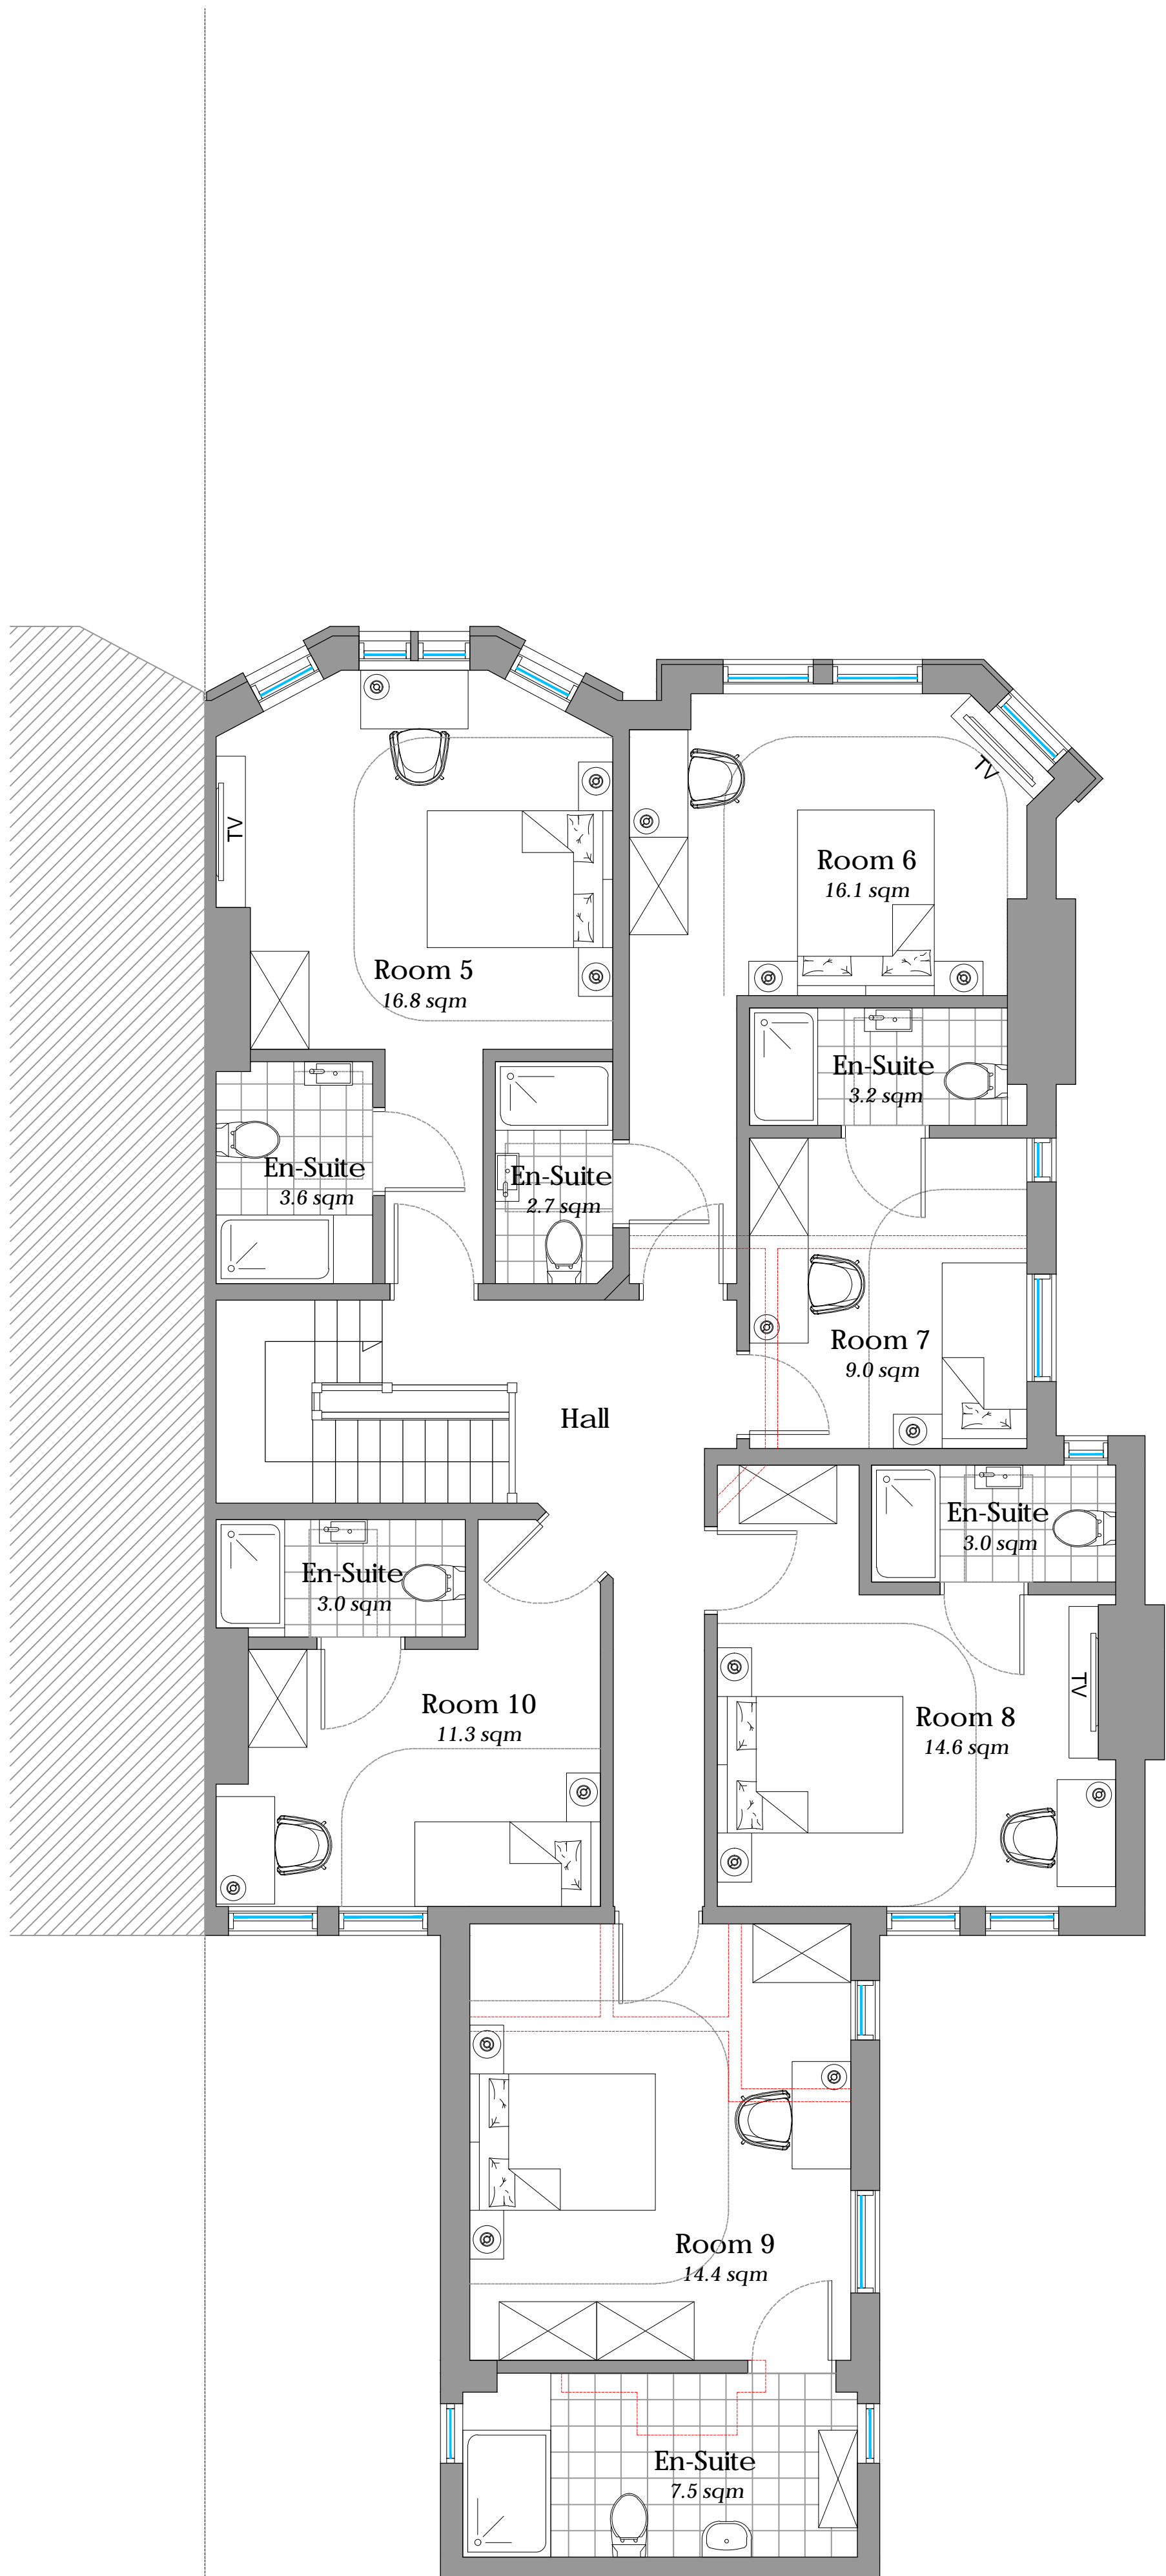 TV
TV
Room 6
16.1 sqm
Room 5
16.8 sqm
En-Suite
3.2 sqm
En-Suite
3.6 sqm
En-Suite
2.7 sqm
Room 7
9.0 sqm
Hall
En-Suite
3.0 sqm
En-Suite
3.0 sqm
TV
Room 10
11.3 sqm
Room 8
14.6 sqm
Room 9
14.4 sqm
En-Suite
7.5 sqm